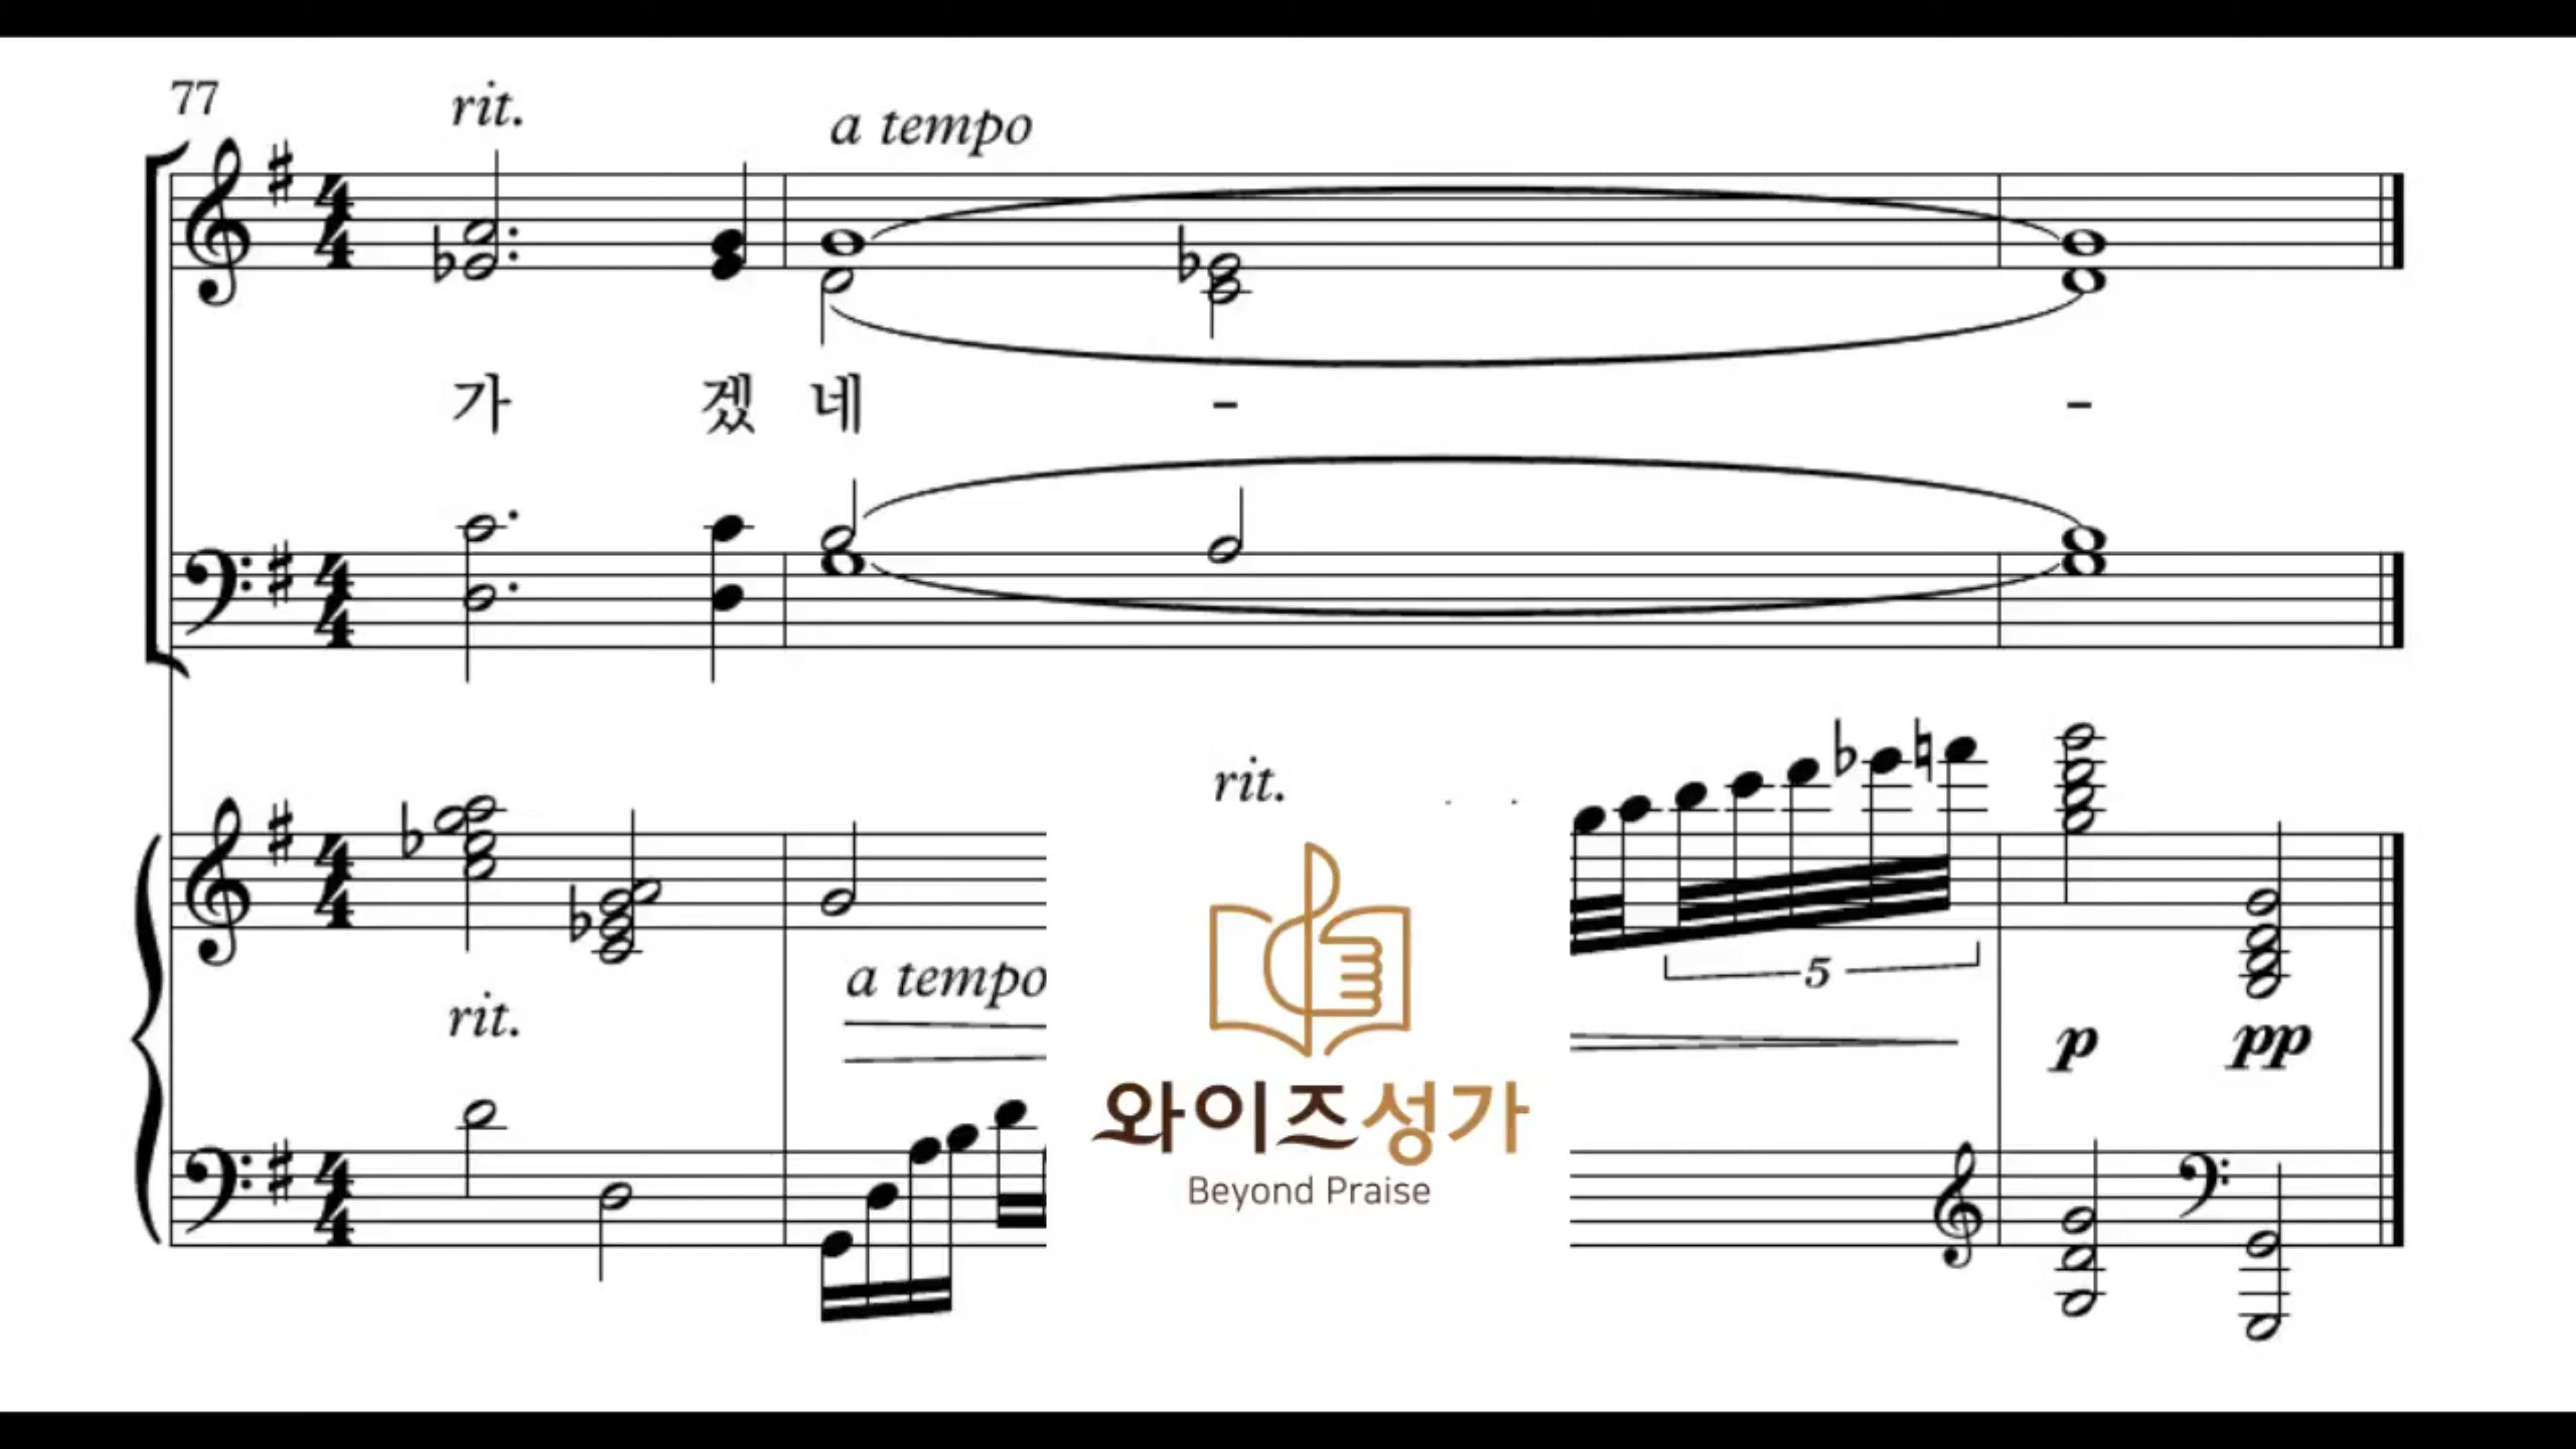 77
rit.
a tempo
가 겠 네 - -
rit.
a tempo
rit.
5
p pp
와이즈성가
Beyond Praise